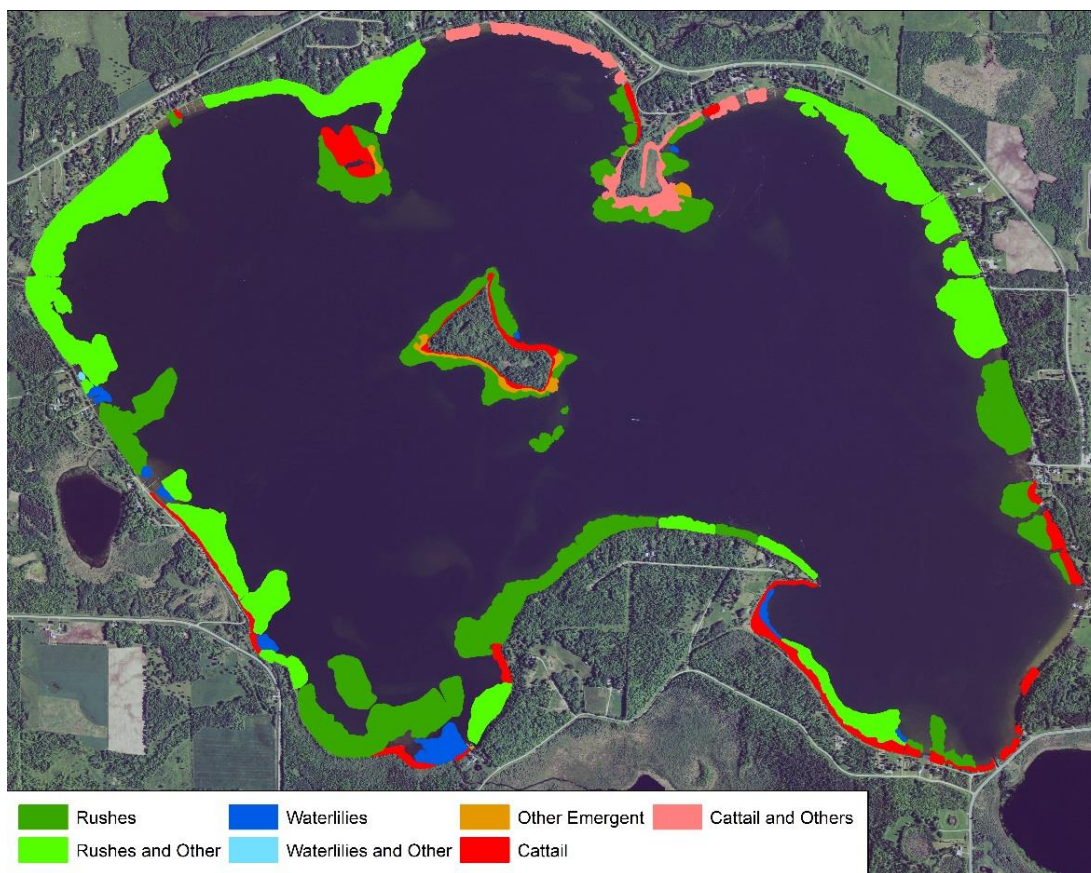 Rushes
Waterlilies
Other Emergent
Cattail and Others
Rushes and Other
Waterlilies and Other
Cattail